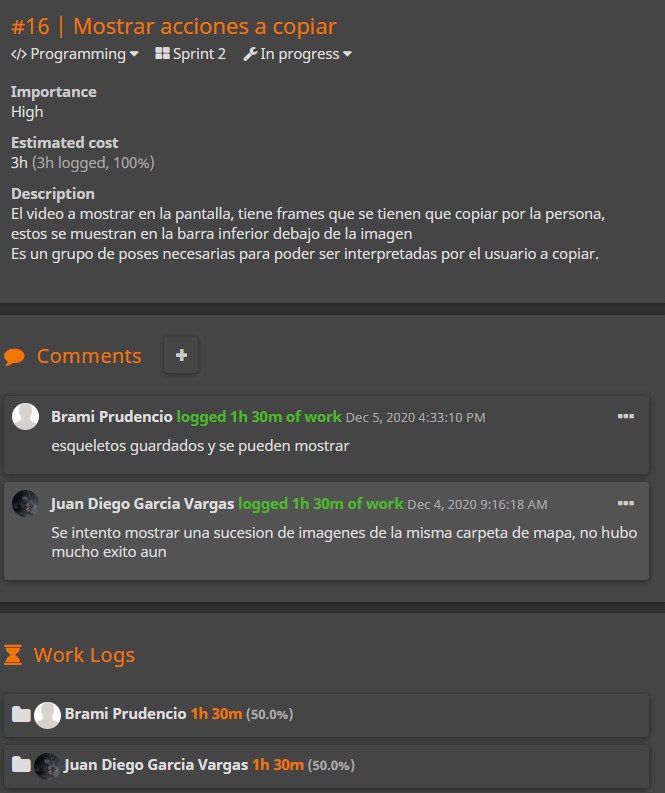 #16 | Mostrar acciones a copiar
</> Programming Sprint 2 In progress
Importance
High
Estimated cost
3h (3h logged, 100%)
Description
El video a mostrar en la pantalla, tiene frames que se tienen que copiar por la persona,
estos se muestran en la barra inferior debajo de la imagen
Es un grupo de poses necesarias para poder ser interpretadas por el usuario a copiar.
Comments +
Brami Prudencio logged 1h 30m of work Dec 5, 2020 4:33:10 PM
esqueletos guardados y se pueden mostrar
Juan Diego Garcia Vargas logged 1h 30m of work Dec 4, 2020 9:16:18 AM
Se intento mostrar una sucesion de imagenes de la misma carpeta de mapa, no hubo
mucho exito aun
Work Logs
Brami Prudencio 1h 30m (50.0%)
Juan Diego Garcia Vargas 1h 30m (50.0%)